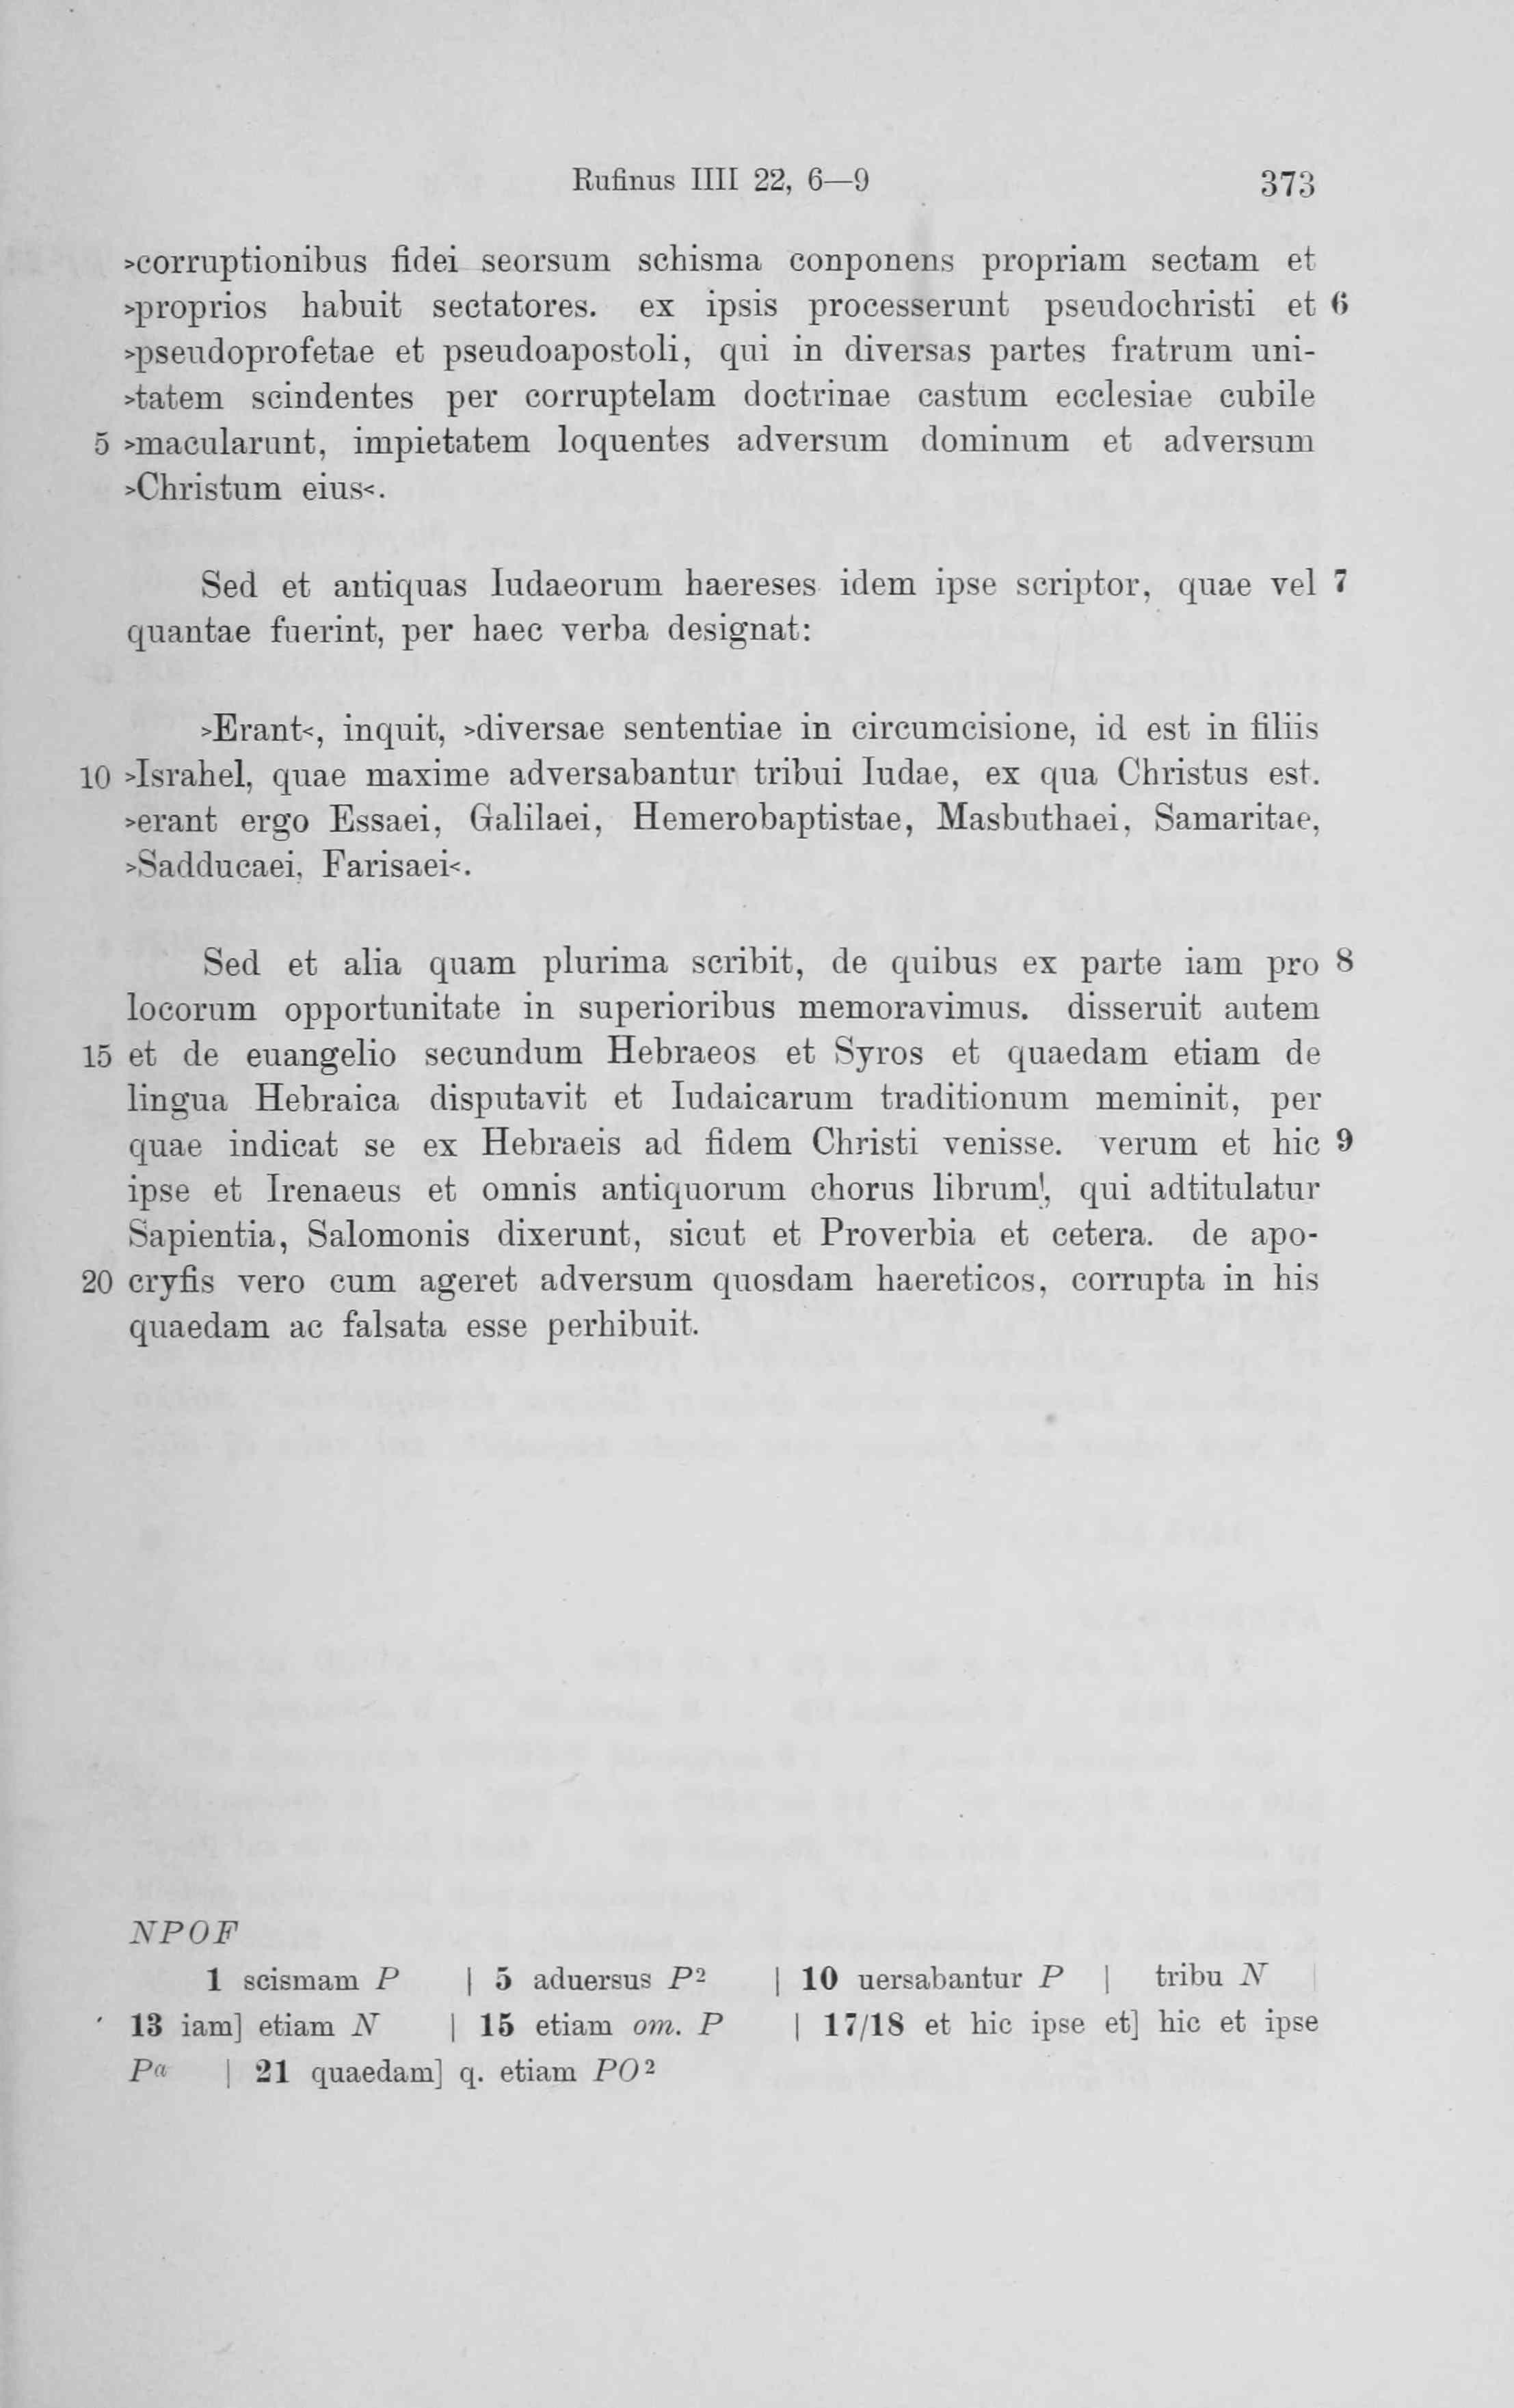 Rufinus IIII 22, 6—9 373
>corruptionibus fidei seorsum schisma conponens propriam sectam et
>proprios habuit sectatores. ex ipsis processerunt pseudochristi et 6
>pseudoprofetae et pseudoapostoli, qui in diversas partes fratrum uni-
>tatem scindentes per corruptelam doctrinae castum ecclesiae cubile
5 >macularunt, impietatem loquentes adversum dominum et adversum
>Christum eius<.
Sed et antiquas Iudaeorum haereses idem ipse scriptor, quae vel 7
quantae fuerint, per haec verba designat:
>Erant<, inquit, >diversae sententiae in circumcisione, id est in filiis
10 >Israhel, quae maxime adversabantur tribui Iudae, ex qua Christus est.
>erant ergo Essaei, Galilaei, Hemerobaptistae, Masbuthaei, Samaritae,
>Sadducaei, Farisaei<.
Sed et alia quam plurima scribit, de quibus ex parte iam pro 8
locorum opportunitate in superioribus memoravimus. disseruit autem
15 et de euangelio secundum Hebraeos et Syros et quaedam etiam de
lingua Hebraica disputavit et Iudaicarum traditionum meminit, per
quae indicat se ex Hebraeis ad fidem Christi venisse. verum et hic 9
ipse et Irenaeus et omnis antiquorum chorus librum, qui adtitulatur
Sapientia, Salomonis dixerunt, sicut et Proverbia et cetera. de apo-
20 cryfis vero cum ageret adversum quosdam haereticos, corrupta in his
quaedam ac falsata esse perhibuit.
NPOF
1 scismam P | 5 aduersus P² | 10 uersabantur P | tribu N
13 iam] etiam N | 15 etiam om. P | 17/18 et hic ipse et] hic et ipse
Pᵃ | 21 quaedam] q. etiam PO²